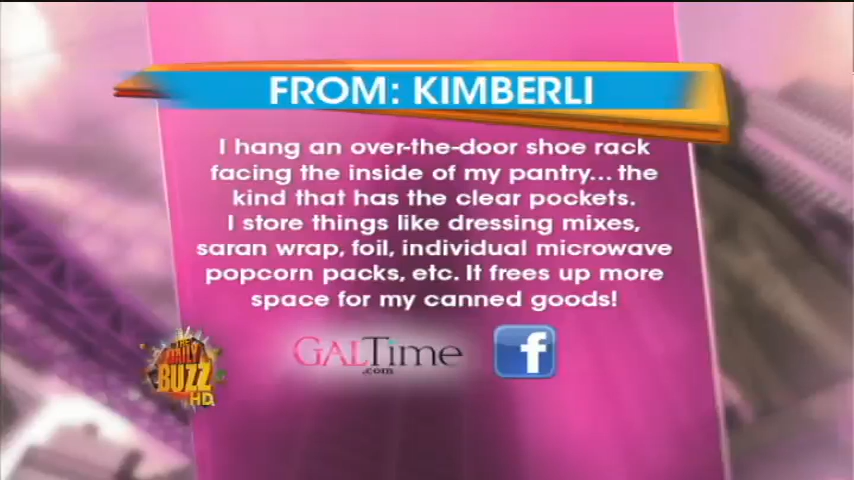 FROM: KIMBERLI
I hang an over-the-door shoe rack
facing the inside of my pantry... the
kind that has the clear pockets.
I store things like dressing mixes,
saran wrap, foil, individual microwave
popcorn packs, etc. It frees up more
space for my canned goods!
THE
DAILY
BUZZ
HD
GALTime
.com
f